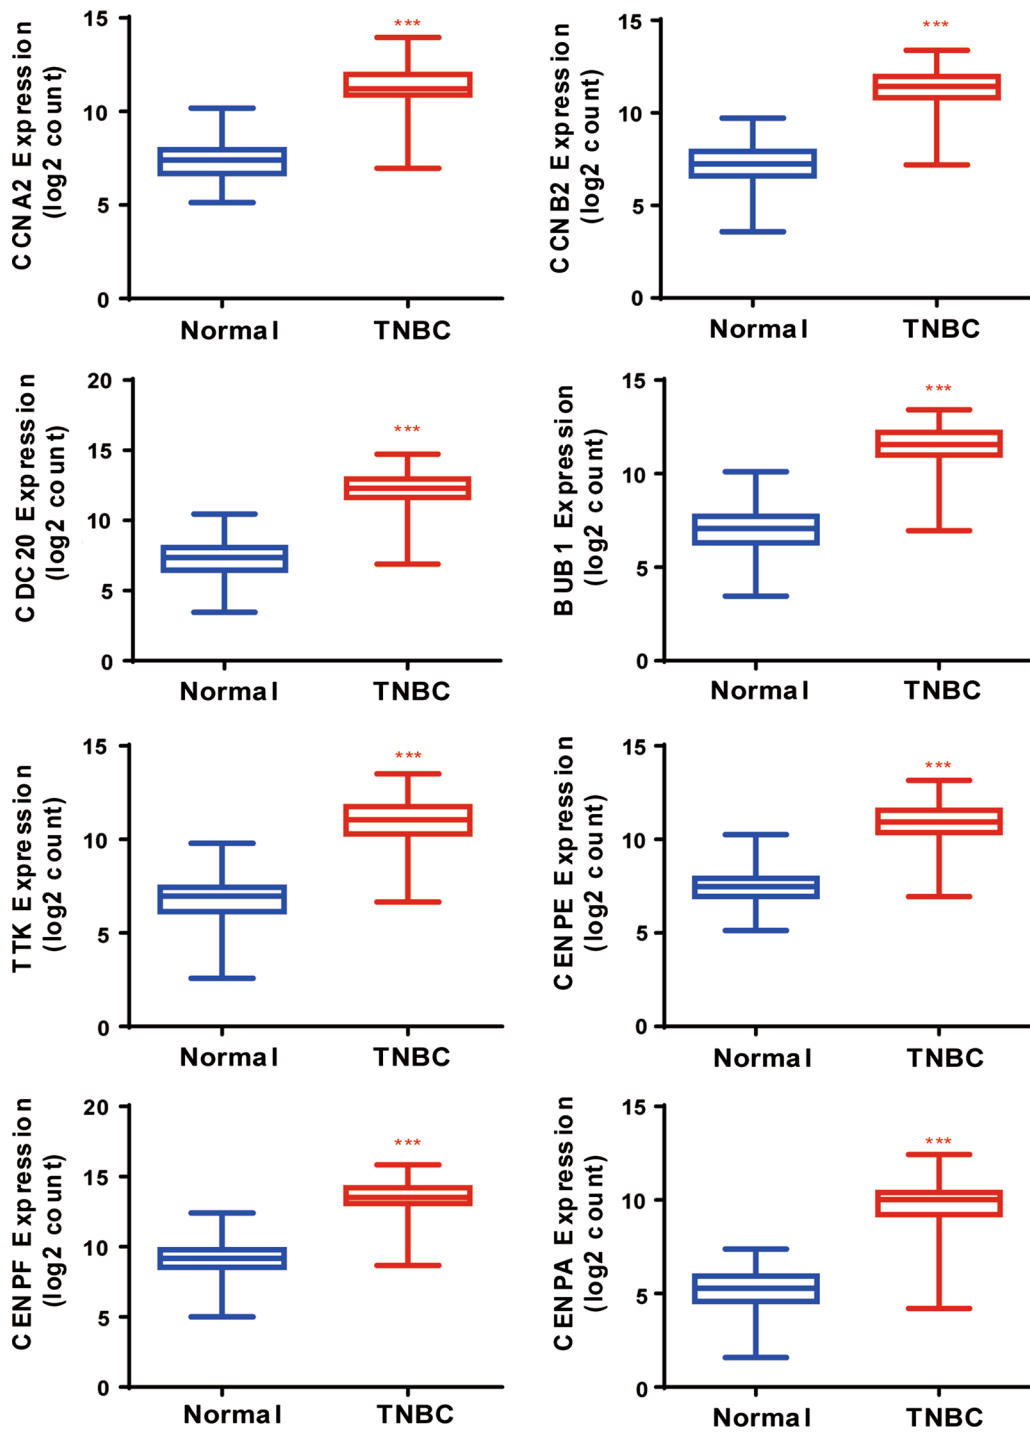 CCNA2 Expression
(log2 count)
15
10
5
0
***
Normal
TNBC
CCNB2 Expression
(log2 count)
15
10
5
0
***
Normal
TNBC
CDC20 Expression
(log2 count)
20
15
10
5
0
***
Normal
TNBC
BUB1 Expression
(log2 count)
15
10
5
0
***
Normal
TNBC
TTK Expression
(log2 count)
15
10
5
0
***
Normal
TNBC
CENPE Expression
(log2 count)
15
10
5
0
***
Normal
TNBC
CENPF Expression
(log2 count)
20
15
10
5
0
***
Normal
TNBC
CENPA Expression
(log2 count)
15
10
5
0
***
Normal
TNBC